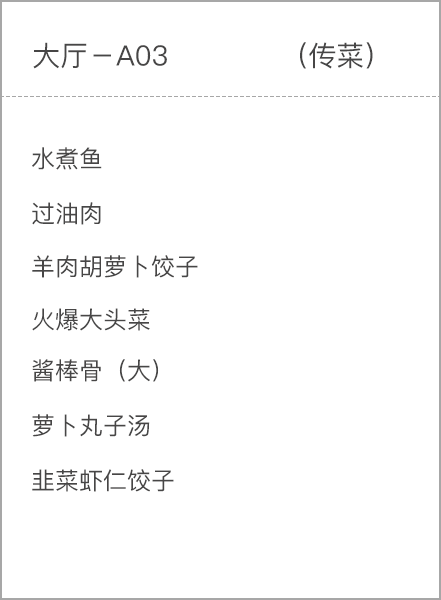 大厅－A03 （传菜）
水煮鱼
过油肉
羊肉胡萝卜饺子
火爆大头菜
酱棒骨（大）
萝卜丸子汤
韭菜虾仁饺子